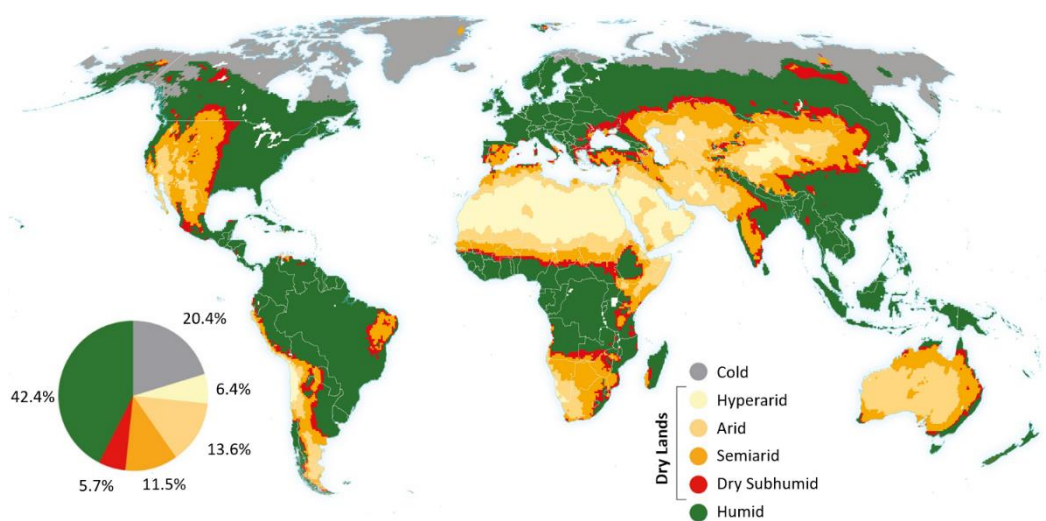 20.4%
6.4%
42.4%
13.6%
5.7%
11.5%
Dry Lands
Cold
Hyperarid
Arid
Semiarid
Dry Subhumid
Humid